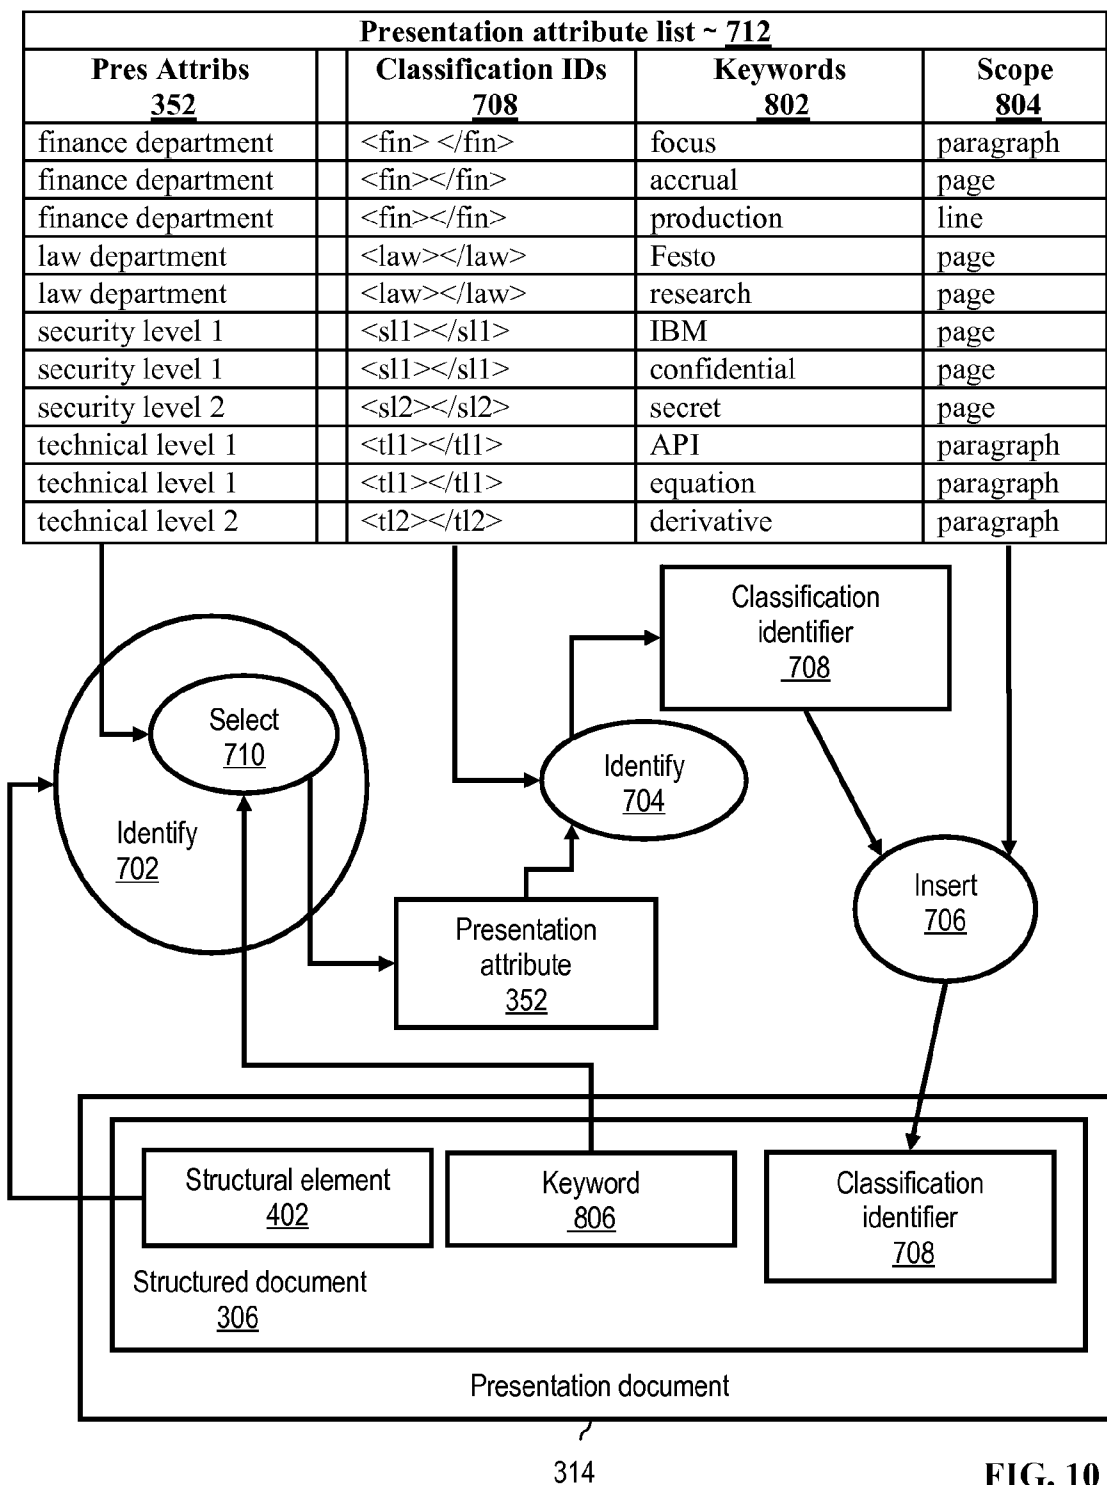 Presentation attribute list ~ 712
Pres Attribs Classification IDs Keywords Scope
352 708 802 804
finance department <fin> </fin> focus paragraph
finance department <fin></fin> accrual page
finance department <fin></fin> production line
law department <law></law> Festo page
law department <law></law> research page
security level 1 <sl1></sl1> IBM page
security level 1 <sl1></sl1> confidential page
security level 2 <sl2></sl2> secret page
technical level 1 <tl1></tl1> API paragraph
technical level 1 <tl1></tl1> equation paragraph
technical level 2 <tl2></tl2> derivative paragraph
Classification
identifier
708
Select
710
Identify
704
Identify
702
Insert
706
Presentation
attribute
352
Structural element
402
Keyword
806
Classification
identifier
708
Structured document
306
Presentation document
314
FIG. 10